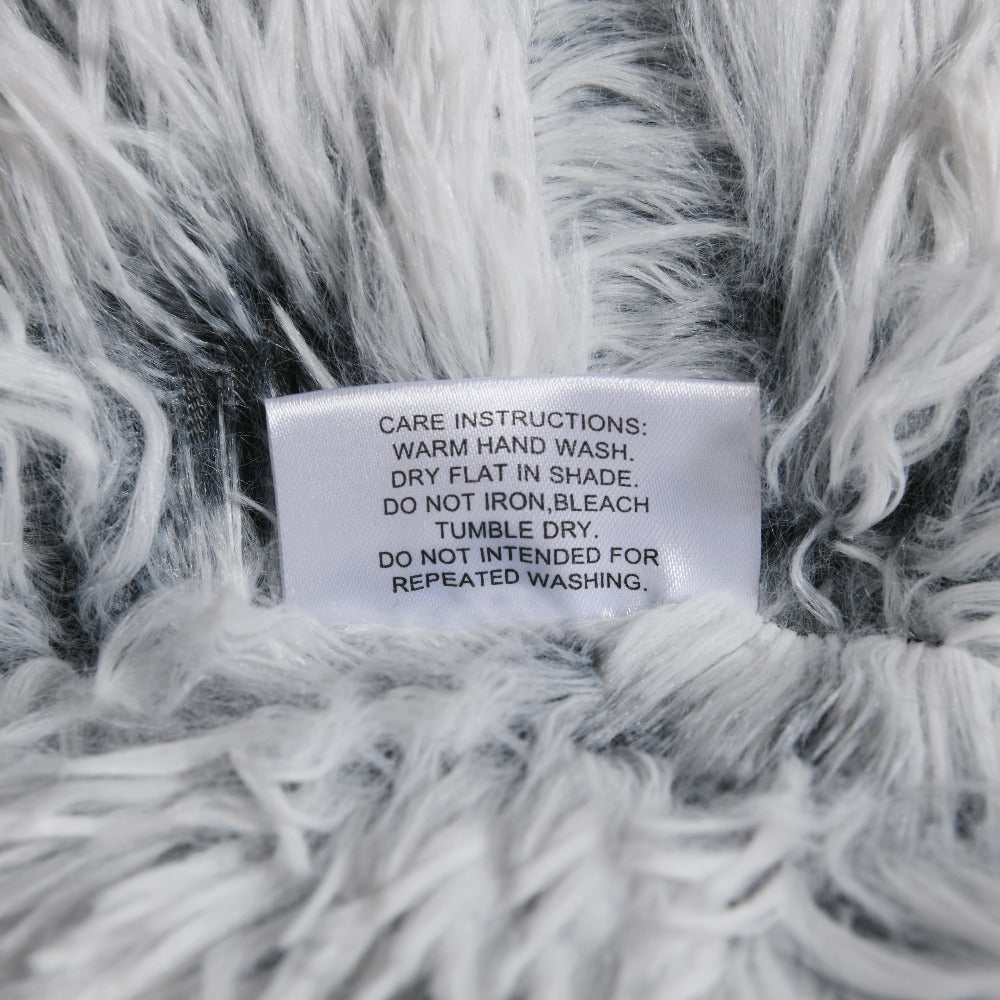 CARE INSTRUCTIONS:
WARM HAND WASH.
DRY FLAT IN SHADE.
DO NOT IRON,BLEACH
TUMBLE DRY.
DO NOT INTENDED FOR
REPEATED WASHING.